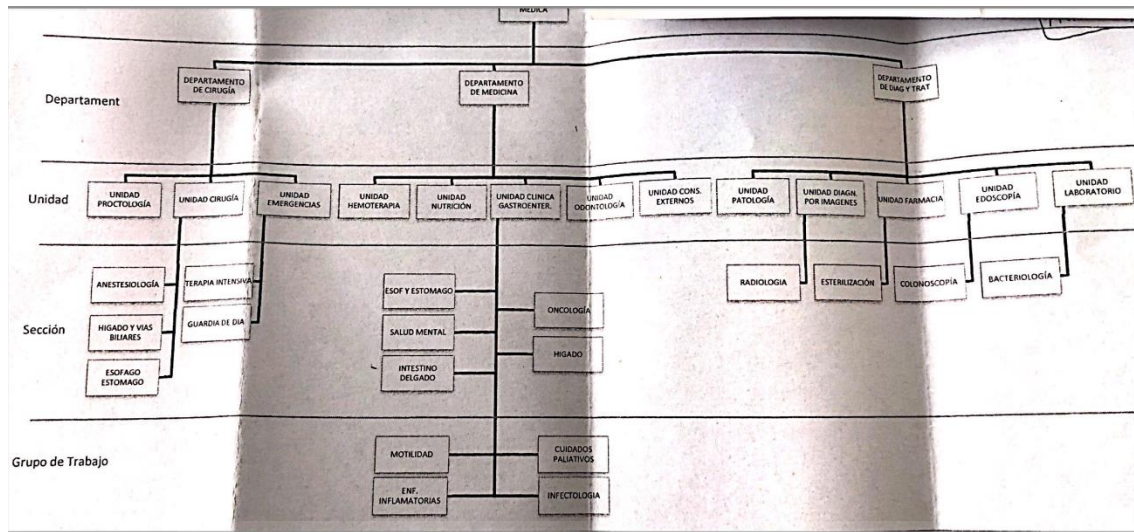 MEDICA
DEPARTAMENTO
DE CIRUGÍA
DEPARTAMENTO
DE MEDICINA
DEPARTAMENTO
DE DIAG Y TRAT
Departament
Unidad
UNIDAD
PROCTOLOGÍA
UNIDAD CIRUGÍA
UNIDAD
EMERGENCIAS
UNIDAD
HEMOTERAPIA
UNIDAD
NUTRICIÓN
UNIDAD CLINICA
GASTROENTER.
UNIDAD
ODONTOLOGÍA
UNIDAD CONS.
EXTERNOS
UNIDAD
PATOLOGÍA
UNIDAD DIAGN.
POR IMAGENES
UNIDAD FARMACIA
UNIDAD
EDOSCOPÍA
UNIDAD
LABORATORIO
Sección
ANESTESIOLOGÍA
TERAPIA INTENSIVA
HIGADO Y VIAS
BILIARES
GUARDIA DE DIA
ESOFAGO
ESTOMAGO
ESOF Y ESTOMAGO
ONCOLOGÍA
SALUD MENTAL
HIGADO
INTESTINO
DELGADO
RADIOLOGIA
ESTERILIZACIÓN
COLONOSCOPÍA
BACTERIOLOGÍA
Grupo de Trabajo
MOTILIDAD
CUIDADOS
PALIATIVOS
ENF.
INFLAMATORIAS
INFECTOLOGIA